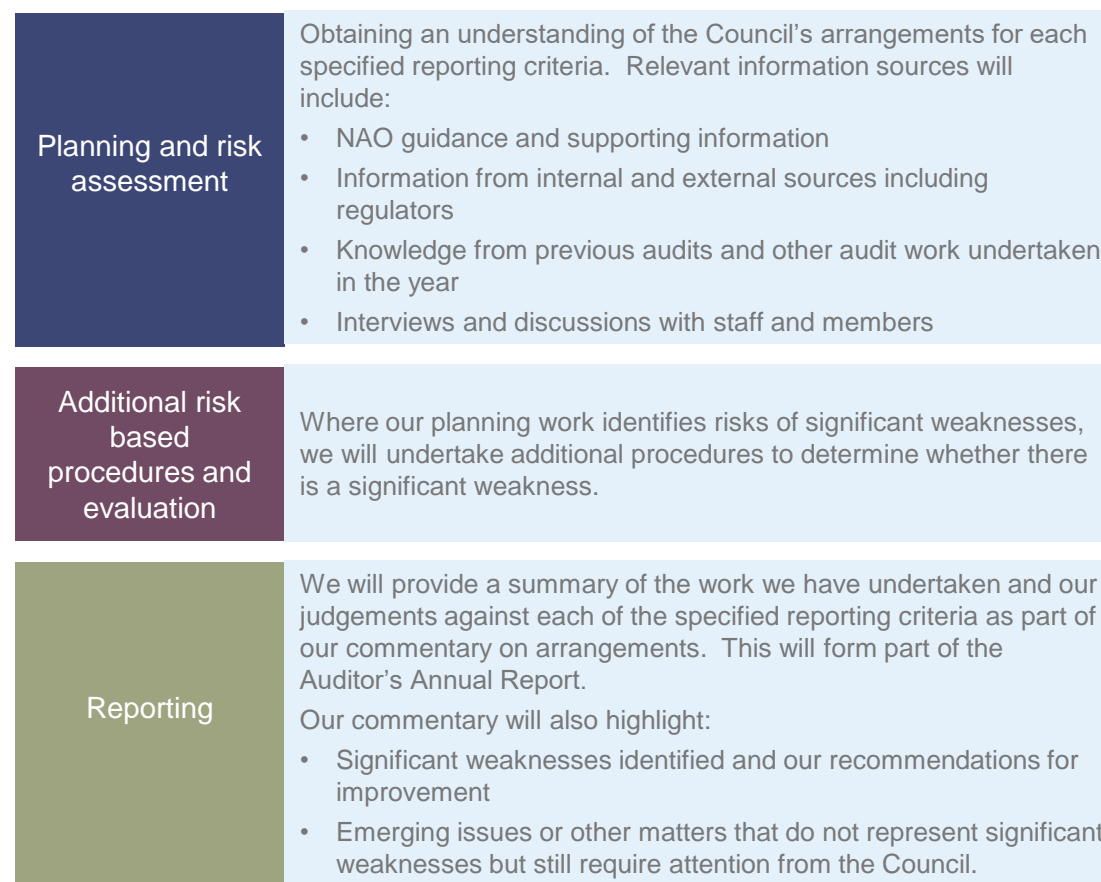 Planning and risk
assessment
Obtaining an understanding of the Council's arrangements for each
specified reporting criteria.  Relevant information sources will
include:
• NAO guidance and supporting information
• Information from internal and external sources including
regulators
• Knowledge from previous audits and other audit work undertaken
in the year
• Interviews and discussions with staff and members
Additional risk
based
procedures and
evaluation
Where our planning work identifies risks of significant weaknesses,
we will undertake additional procedures to determine whether there
is a significant weakness.
Reporting
We will provide a summary of the work we have undertaken and our
judgements against each of the specified reporting criteria as part of
our commentary on arrangements.  This will form part of the
Auditor's Annual Report.
Our commentary will also highlight:
• Significant weaknesses identified and our recommendations for
improvement
• Emerging issues or other matters that do not represent significant
weaknesses but still require attention from the Council.